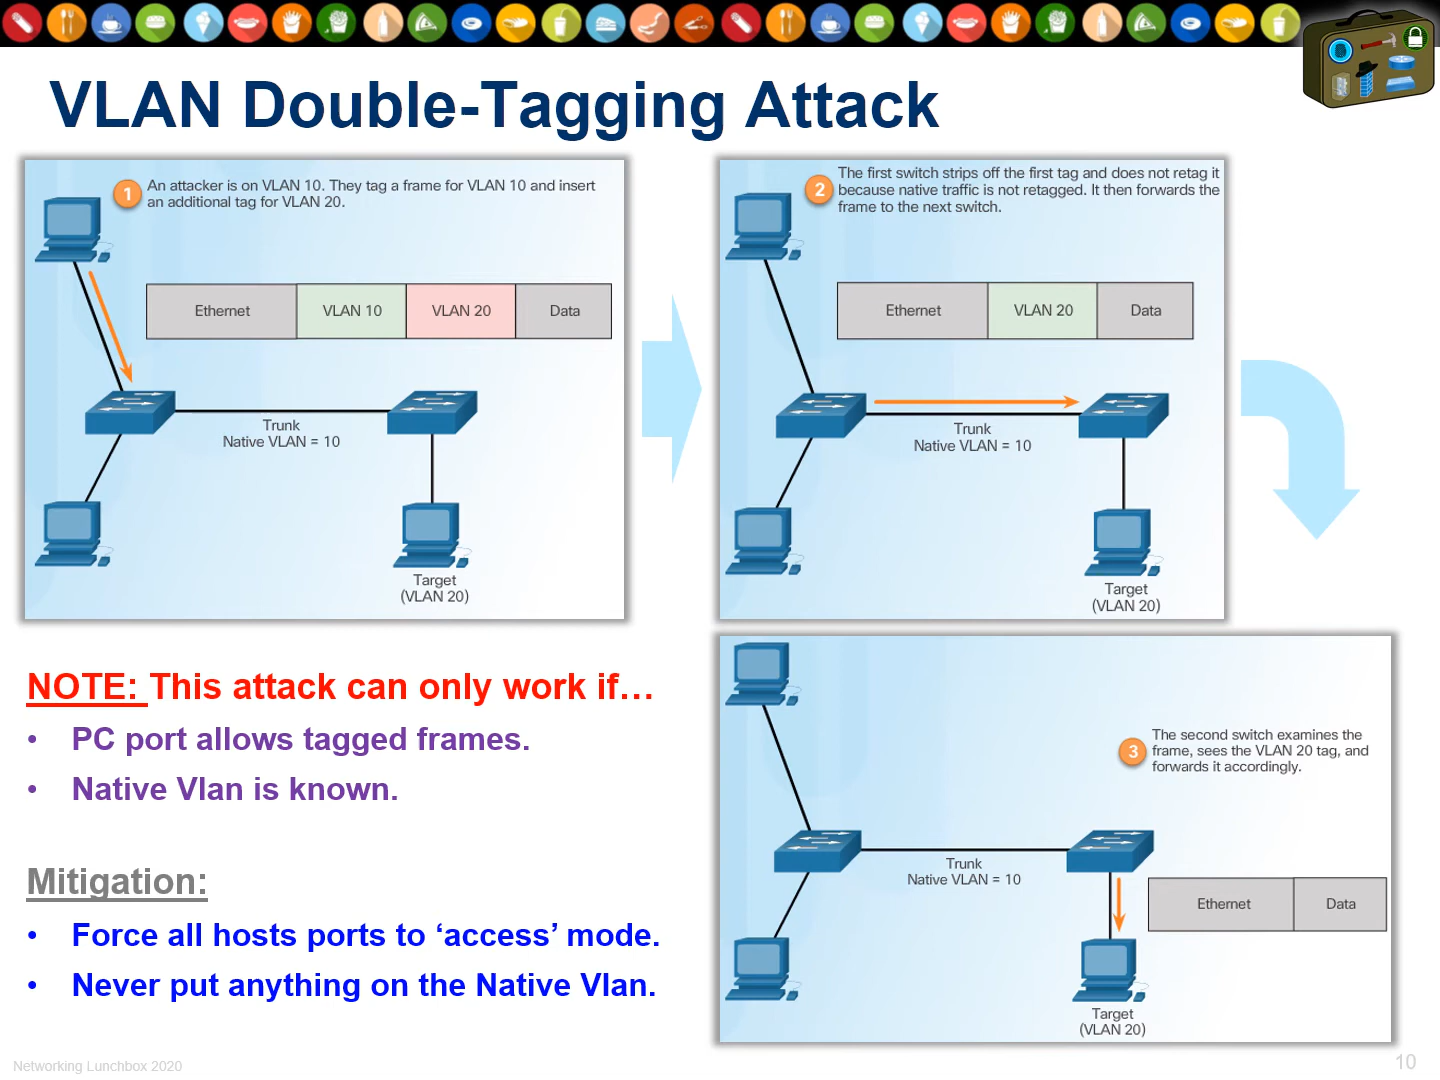 VLAN Double-Tagging Attack
1
An attacker is on VLAN 10. They tag a frame for VLAN 10 and insert
an additional tag for VLAN 20.
Ethernet VLAN 10 VLAN 20 Data
Trunk
Native VLAN = 10
Target
(VLAN 20)
2
The first switch strips off the first tag and does not retag it
because native traffic is not retagged. It then forwards the
frame to the next switch.
Ethernet VLAN 20 Data
Trunk
Native VLAN = 10
Target
(VLAN 20)
NOTE: This attack can only work if…
• PC port allows tagged frames.
• Native Vlan is known.
Mitigation:
• Force all hosts ports to ‘access’ mode.
• Never put anything on the Native Vlan.
3
The second switch examines the
frame, sees the VLAN 20 tag, and
forwards it accordingly.
Trunk
Native VLAN = 10
Ethernet Data
Target
(VLAN 20)
Networking Lunchbox 2020
10